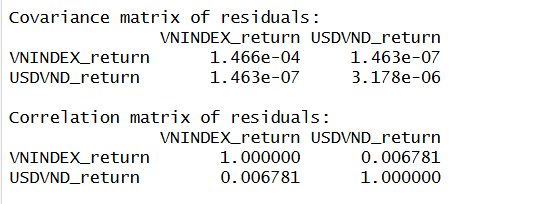 Covariance matrix of residuals:
               VNINDEX_return USDVND_return
VNINDEX_return      1.466e-04     1.463e-07
USDVND_return       1.463e-07     3.178e-06

Correlation matrix of residuals:
               VNINDEX_return USDVND_return
VNINDEX_return       1.000000      0.006781
USDVND_return        0.006781      1.000000